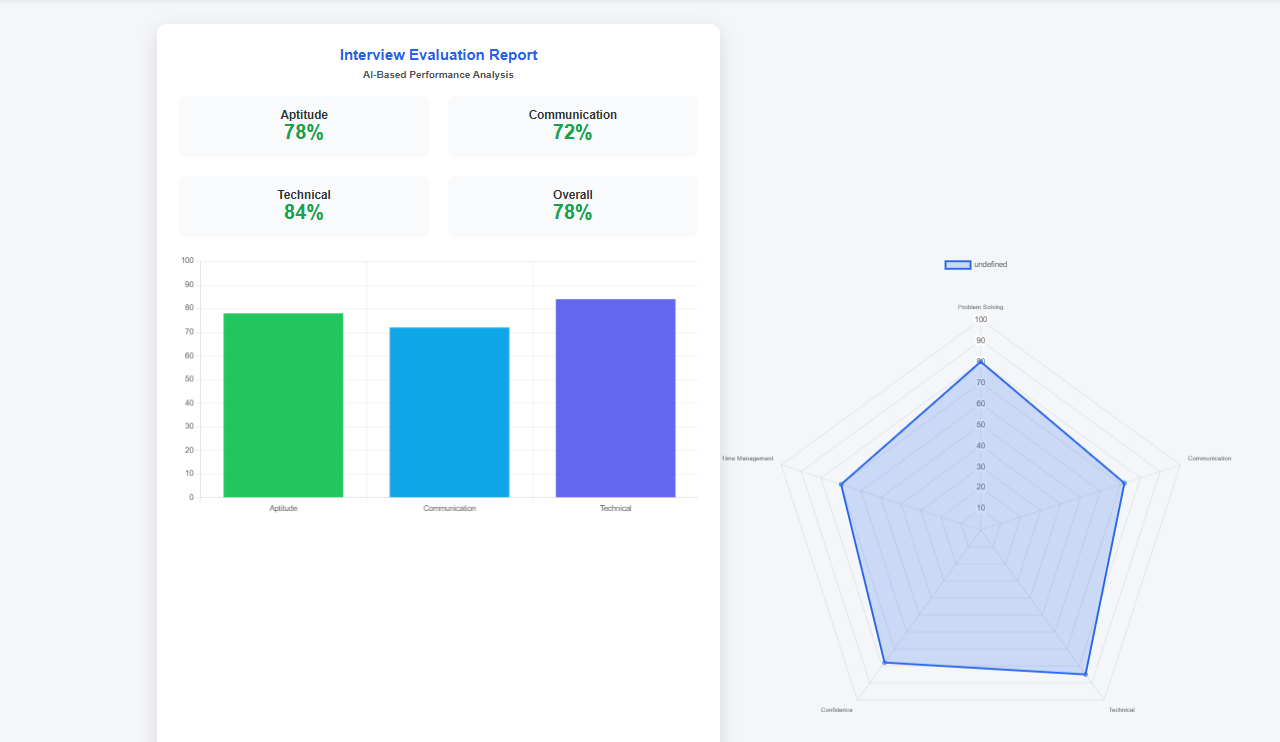 Interview Evaluation Report
AI-Based Performance Analysis
Aptitude
78%
Communication
72%
Technical
84%
Overall
78%
100
90
80
70
60
50
40
30
20
10
0
Aptitude
Communication
Technical
undefined
Problem Solving
100
90
80
70
60
50
40
30
20
10
Time Management
Communication
Confidence
Technical